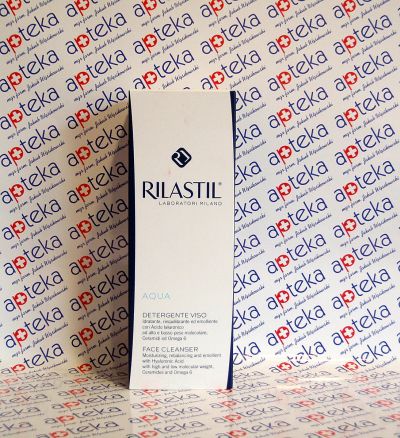 RILASTIL®
LABORATORI MILANO
AQUA
DETERGENTE VISO
Idratante, riequilibrante ed emolliente
con Acido Ialuronico
ad alto e basso peso molecolare,
Ceramidi ed Omega 6
FACE CLEANSER
Moisturizing, rebalancing and emollient
with Hyaluronic Acid
with high and low molecular weight,
Ceramides and Omega 6
apteka